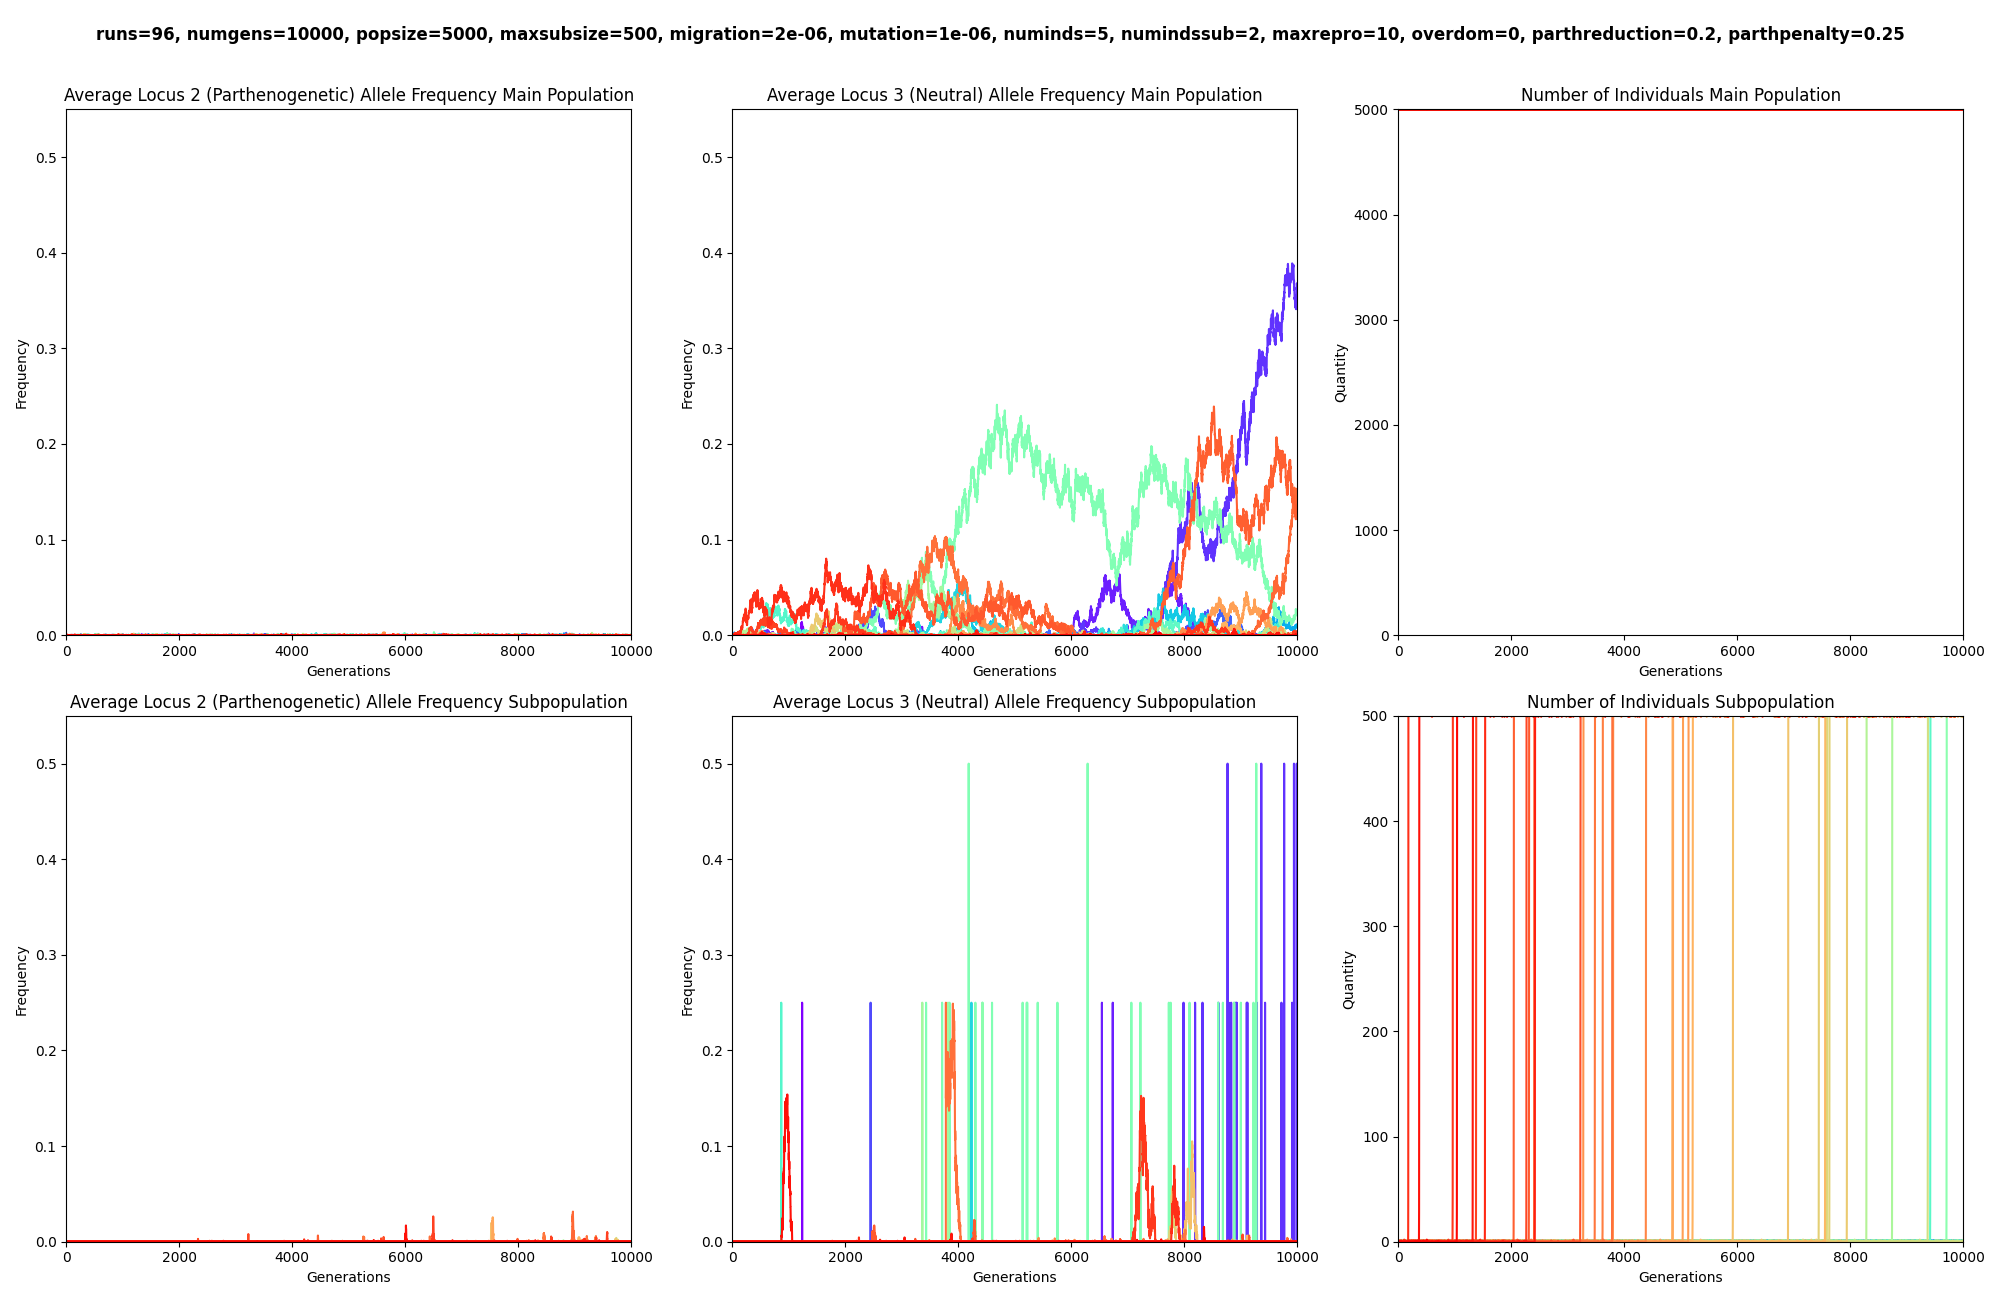 runs=96, numgens=10000, popsize=5000, maxsubsize=500, migration=2e-06, mutation=1e-06, numinds=5, numindssub=2, maxrepro=10, overdom=0, parthreduction=0.2, parthpenalty=0.25
Average Locus 2 (Parthenogenetic) Allele Frequency Main Population
Frequency
0.5
0.4
0.3
0.2
0.1
0.0
0 2000 4000 6000 8000 10000
Generations
Average Locus 3 (Neutral) Allele Frequency Main Population
Frequency
0.5
0.4
0.3
0.2
0.1
0.0
0 2000 4000 6000 8000 10000
Generations
Number of Individuals Main Population
Quantity
5000
4000
3000
2000
1000
0
0 2000 4000 6000 8000 10000
Generations
Average Locus 2 (Parthenogenetic) Allele Frequency Subpopulation
Frequency
0.5
0.4
0.3
0.2
0.1
0.0
0 2000 4000 6000 8000 10000
Generations
Average Locus 3 (Neutral) Allele Frequency Subpopulation
Frequency
0.5
0.4
0.3
0.2
0.1
0.0
0 2000 4000 6000 8000 10000
Generations
Number of Individuals Subpopulation
Quantity
500
400
300
200
100
0
0 2000 4000 6000 8000 10000
Generations